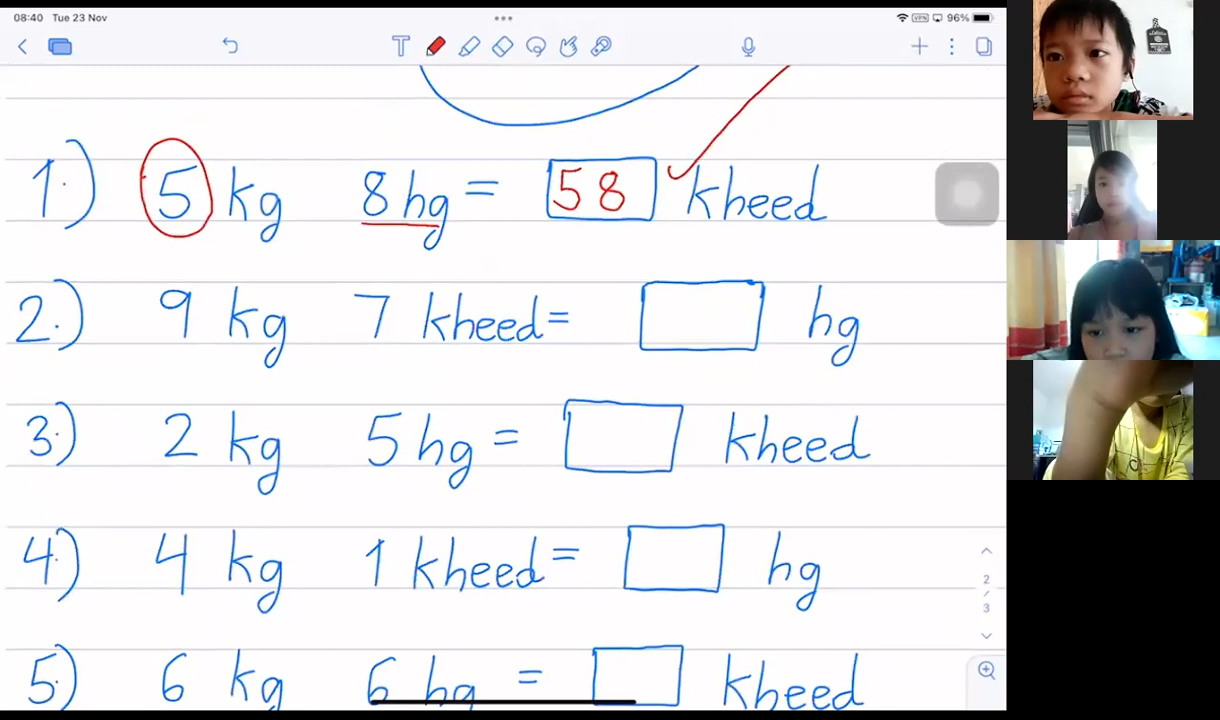 08:40 Tue 23 Nov
VPN 96%
T
1.) 5 kg 8 hg = 58 kheed
2.) 9 kg 7 kheed = hg
3.) 2 kg 5 hg = kheed
4.) 4 kg 1 kheed = hg
2
/
3
5) 6 kg 6 hg = kheed